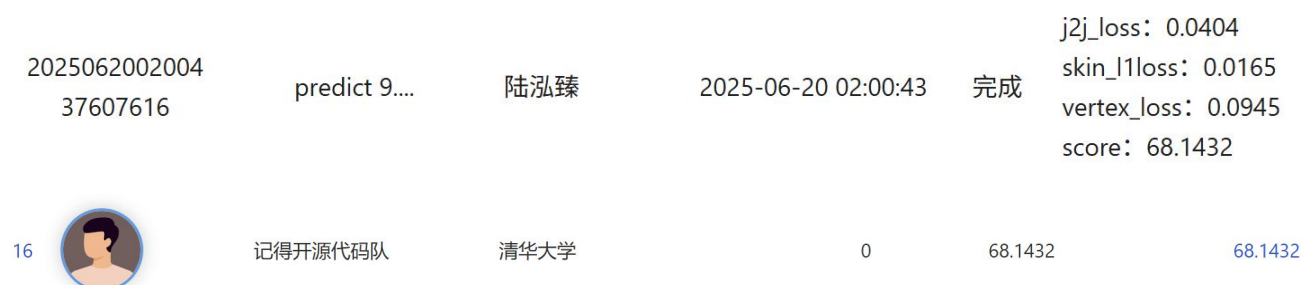 2025062002004
37607616
predict 9....
陆泓臻
2025-06-20 02:00:43
完成
j2j_loss：0.0404
skin_l1loss：0.0165
vertex_loss：0.0945
score：68.1432
16
记得开源代码队
清华大学
0
68.1432
68.1432